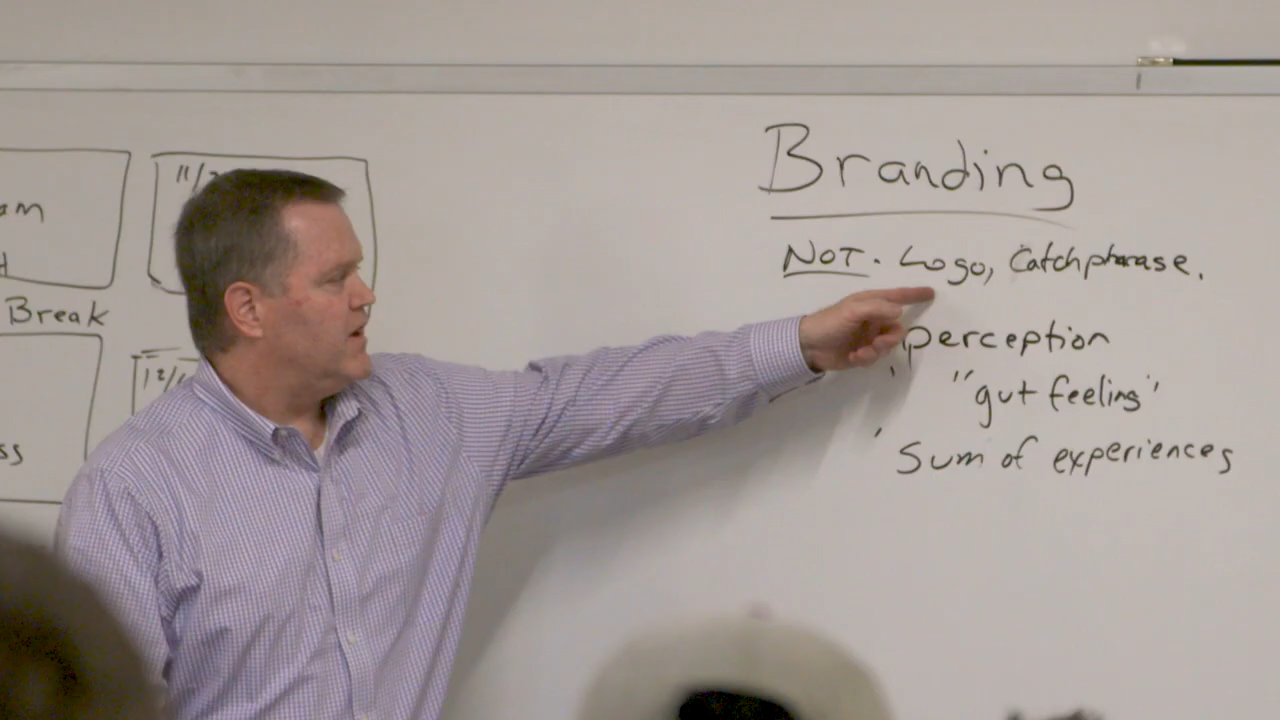 Branding
NOT. Logo, Catchphrase.
perception
"gut feeling"
Sum of experiences
Break